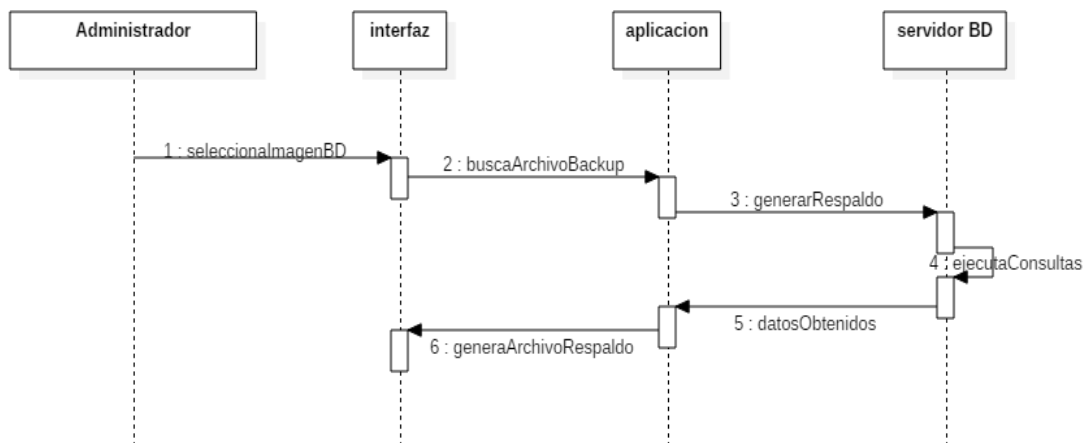 Administrador
interfaz
aplicacion
servidor BD
1 : seleccionaImagenBD
2 : buscaArchivoBackup
3 : generarRespaldo
4 : ejecutaConsultas
5 : datosObtenidos
6 : generaArchivoRespaldo